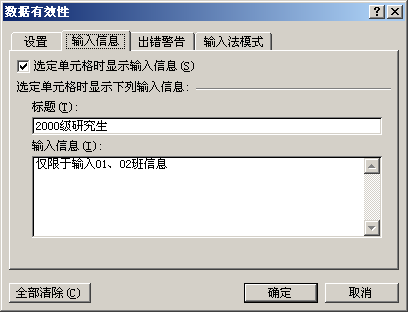 数据有效性
设置 输入信息 出错警告 输入法模式
选定单元格时显示输入信息(S)
选定单元格时显示下列输入信息:
标题(T):
2000级研究生
输入信息(I):
仅限于输入01、02班信息
全部清除(C) 确定 取消